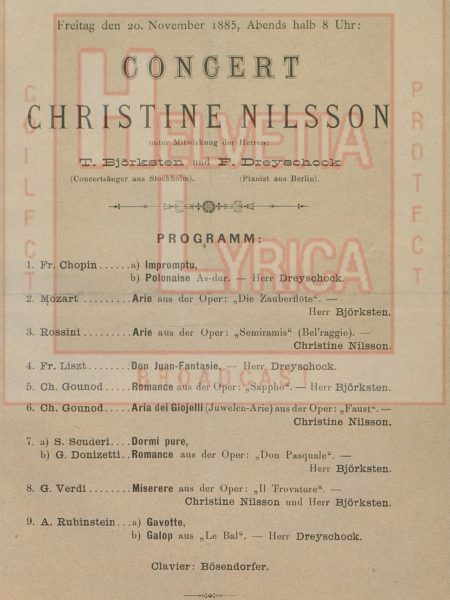 Freitag den 20. November 1885, Abends halb 8 Uhr:
CONCERT
CHRISTINE NILSSON
unter Mitwirkung der Herren:
T. Björksten und F. Dreyschock
(Concertsänger aus Stockholm). (Pianist aus Berlin).
PROGRAMM:
1. Fr. Chopin......a) Impromptu,
b) Polonaise As-dur. — Herr Dreyschock.
2. Mozart ........Arie aus der Oper: „Die Zauberflöte“. —
Herr Björksten.
3. Rossini........Arie aus der Oper: „Semiramis“ (Bel'raggio). —
Christine Nilsson.
4. Fr. Liszt.......Don Juan-Fantasie. — Herr Dreyschock.
5. Ch. Gounod.....Romance aus der Oper: „Sappho“. — Herr Björksten.
6. Ch. Gounod.....Aria dei Giojelli (Juwelen-Arie) aus der Oper: „Faust“. —
Christine Nilsson.
7. a) S. Scuderi....Dormi pure,
b) G. Donizetti..Romance aus der Oper: „Don Pasquale“. —
Herr Björksten.
8. G. Verdi........Miserere aus der Oper: „Il Trovatore“. —
Christine Nilsson und Herr Björksten.
9. A. Rubinstein...a) Gavotte,
b) Galop aus „Le Bal“. — Herr Dreyschock.
Clavier: Bösendorfer.
HELVETIA
LYRICA
BROADCAST
COILFCT
PROTFCT